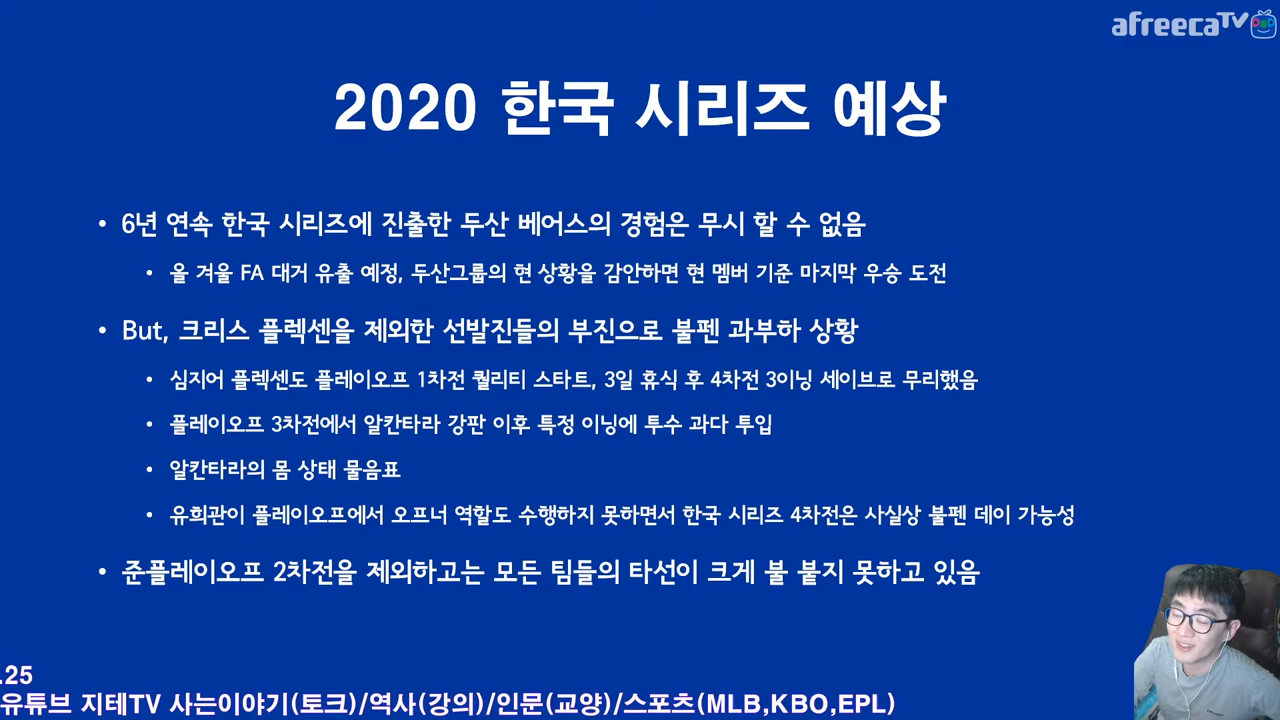 afreecaTV
2020 한국 시리즈 예상
• 6년 연속 한국 시리즈에 진출한 두산 베어스의 경험은 무시 할 수 없음
• 올 겨울 FA 대거 유출 예정, 두산그룹의 현 상황을 감안하면 현 멤버 기준 마지막 우승 도전
• But, 크리스 플렉센을 제외한 선발진들의 부진으로 불펜 과부하 상황
• 심지어 플렉센도 플레이오프 1차전 퀄리티 스타트, 3일 휴식 후 4차전 3이닝 세이브로 무리했음
• 플레이오프 3차전에서 알칸타라 강판 이후 특정 이닝에 투수 과다 투입
• 알칸타라의 몸 상태 물음표
• 유희관이 플레이오프에서 오프너 역할도 수행하지 못하면서 한국 시리즈 4차전은 사실상 불펜 데이 가능성
• 준플레이오프 2차전을 제외하고는 모든 팀들의 타선이 크게 불 붙지 못하고 있음
.25
유튜브 지테TV 사는이야기(토크)/역사(강의)/인문(교양)/스포츠(MLB,KBO,EPL)